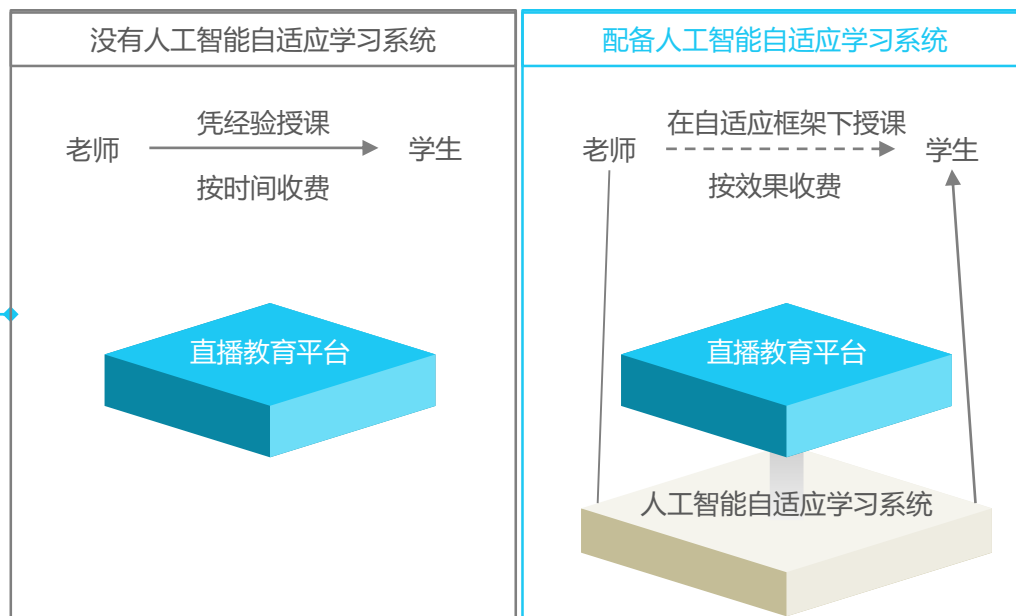 没有人工智能自适应学习系统
老师
凭经验授课
按时间收费
学生
直播教育平台
配备人工智能自适应学习系统
老师
在自适应框架下授课
按效果收费
学生
直播教育平台
人工智能自适应学习系统